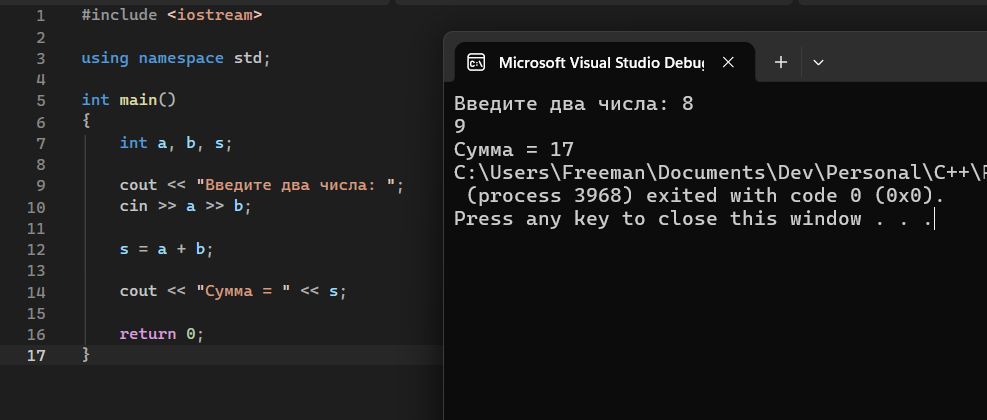 1 #include <iostream>
2
3 using namespace std;
4
5 int main()
6 {
7 int a, b, s;
8
9 cout << "Введите два числа: ";
10 cin >> a >> b;
11
12 s = a + b;
13
14 cout << "Сумма = " << s;
15
16 return 0;
17 }
Microsoft Visual Studio Debug
Введите два числа: 8
9
Сумма = 17
C:\Users\Freeman\Documents\Dev\Personal\C++\
(process 3968) exited with code 0 (0x0).
Press any key to close this window . . .